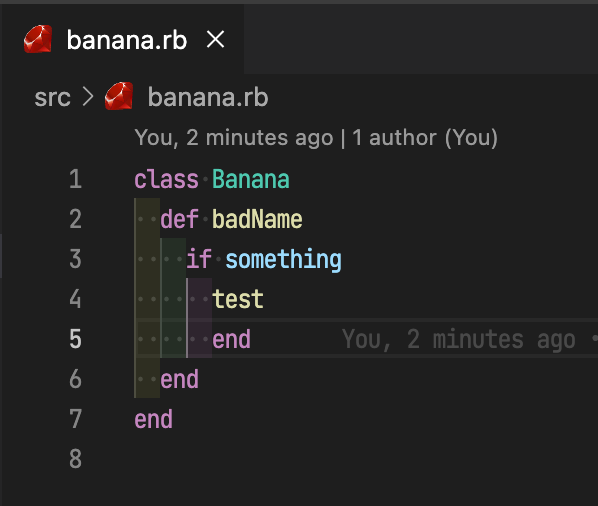 banana.rb ×
src > banana.rb
You, 2 minutes ago | 1 author (You)
1 class Banana
2   def badName
3     if something
4       test
5       end You, 2 minutes ago •
6   end
7 end
8